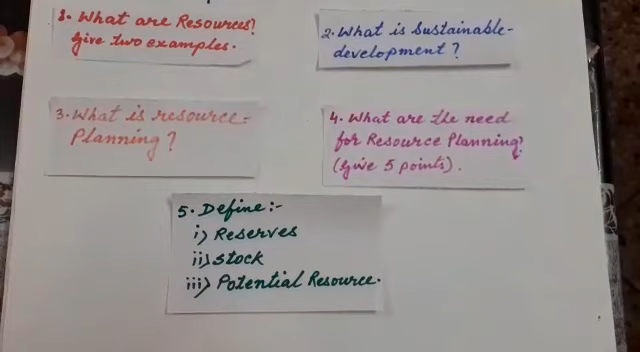 1. What are Resources?
Give two examples.
2. What is Sustainable-
development?
3. What is resource-
Planning?
4. What are the need
for Resource Planning?
(Give 5 points).
5. Define:-
i) Reserves
ii) Stock
iii) Potential Resource.